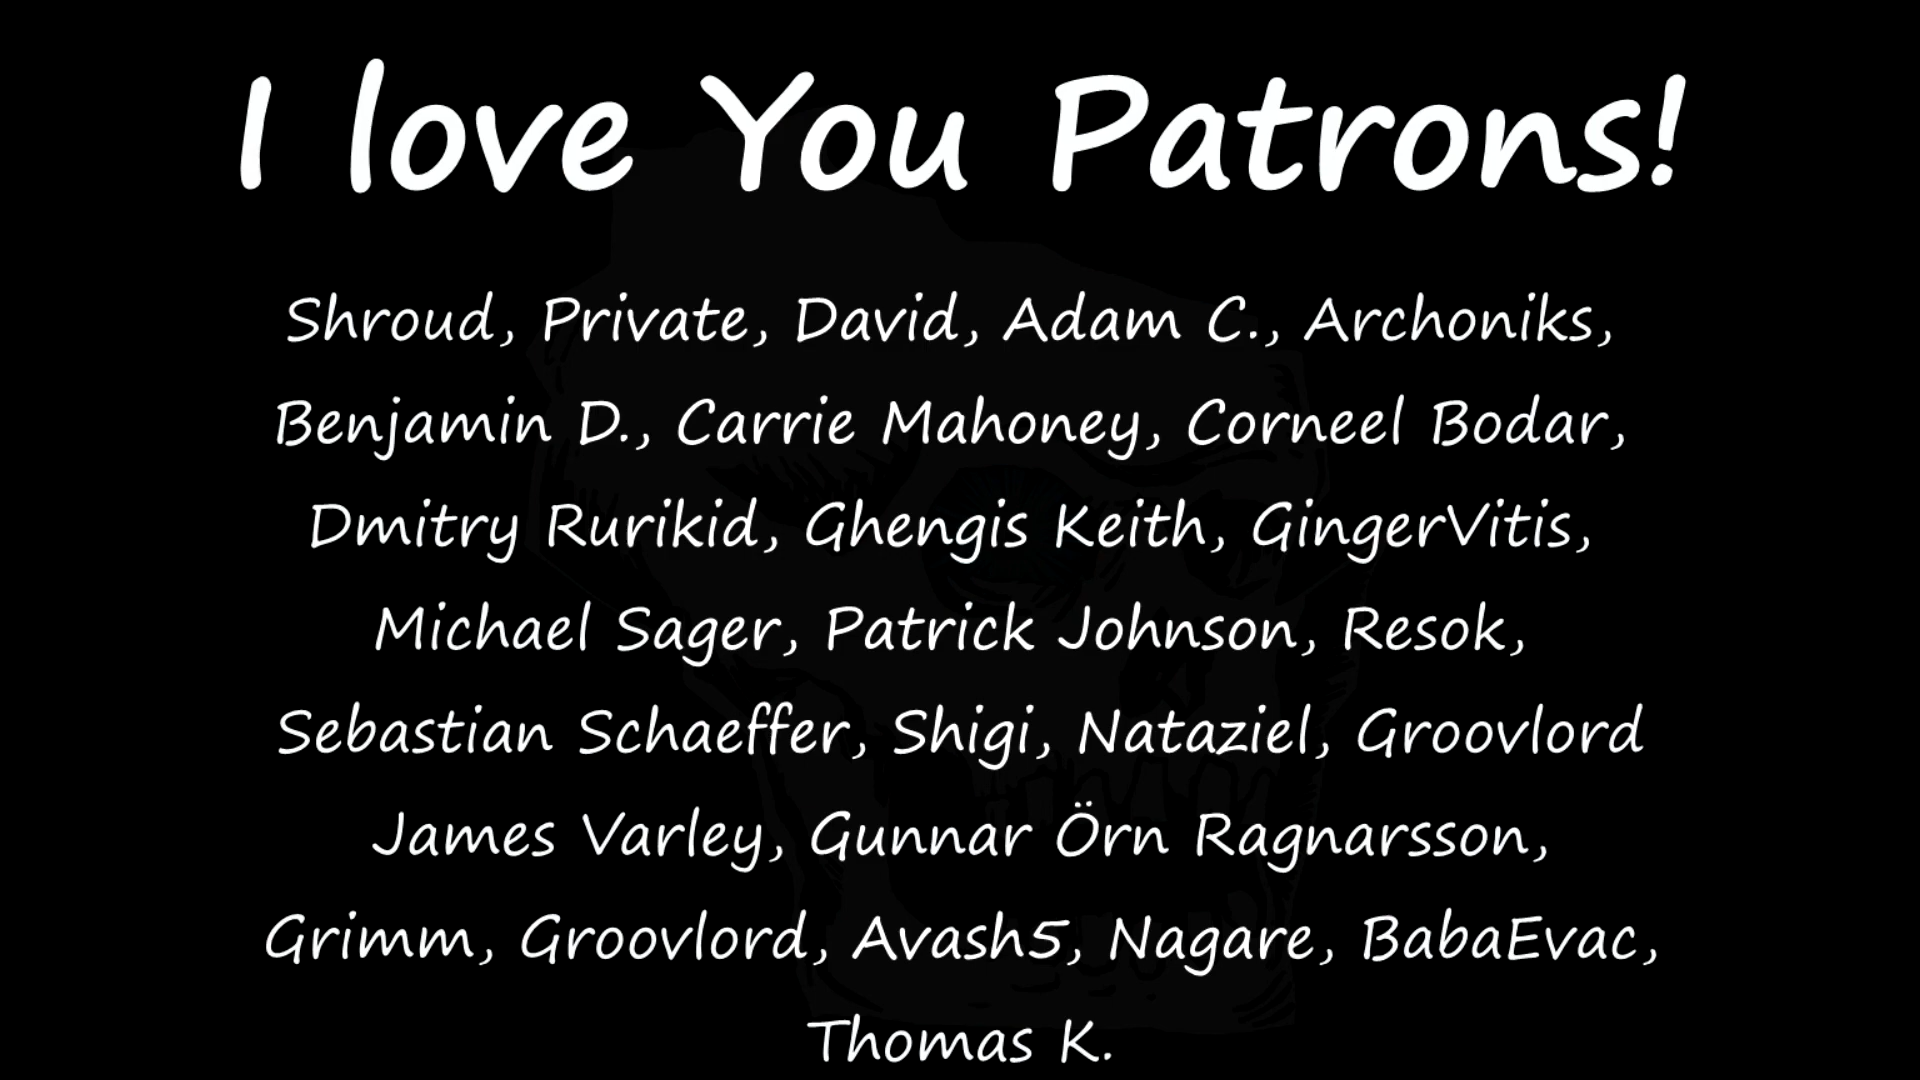 I love You Patrons!
Shroud, Private, David, Adam C., Archoniks,
Benjamin D., Carrie Mahoney, Corneel Bodar,
Dmitry Rurikid, Ghengis Keith, GingerVitis,
Michael Sager, Patrick Johnson, Resok,
Sebastian Schaeffer, Shigi, Nataziel, Groovlord
James Varley, Gunnar Örn Ragnarsson,
Grimm, Groovlord, Avash5, Nagare, BabaEvac,
Thomas K.